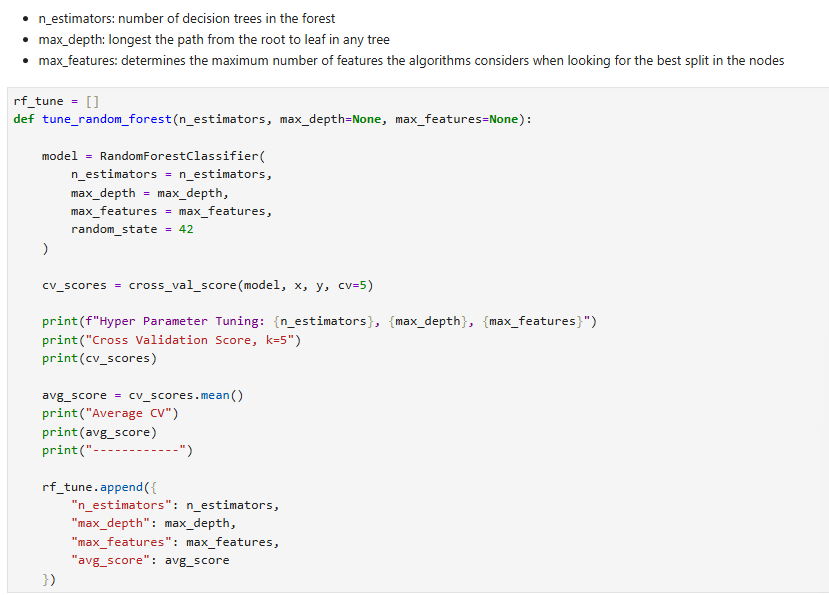 • n_estimators: number of decision trees in the forest
• max_depth: longest the path from the root to leaf in any tree
• max_features: determines the maximum number of features the algorithms considers when looking for the best split in the nodes
rf_tune = []
def tune_random_forest(n_estimators, max_depth=None, max_features=None):
    model = RandomForestClassifier(
        n_estimators = n_estimators,
        max_depth = max_depth,
        max_features = max_features,
        random_state = 42
    )
    cv_scores = cross_val_score(model, x, y, cv=5)
    print(f"Hyper Parameter Tuning: {n_estimators}, {max_depth}, {max_features}")
    print("Cross Validation Score, k=5")
    print(cv_scores)
    avg_score = cv_scores.mean()
    print("Average CV")
    print(avg_score)
    print("------------")
    rf_tune.append({
        "n_estimators": n_estimators,
        "max_depth": max_depth,
        "max_features": max_features,
        "avg_score": avg_score
    })